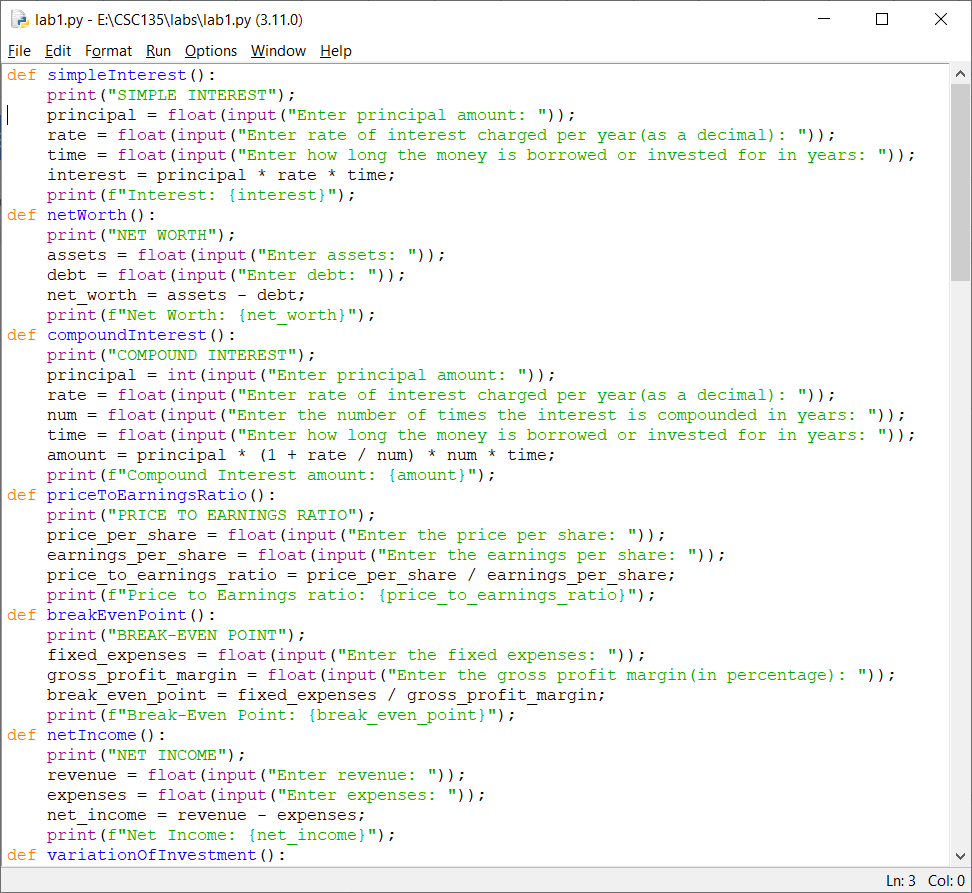 lab1.py - E:\CSC135\labs\lab1.py (3.11.0)
File Edit Format Run Options Window Help
def simpleInterest():
    print("SIMPLE INTEREST");
    principal = float(input("Enter principal amount: "));
    rate = float(input("Enter rate of interest charged per year(as a decimal): "));
    time = float(input("Enter how long the money is borrowed or invested for in years: "));
    interest = principal * rate * time;
    print(f"Interest: {interest}");
def netWorth():
    print("NET WORTH");
    assets = float(input("Enter assets: "));
    debt = float(input("Enter debt: "));
    net_worth = assets - debt;
    print(f"Net Worth: {net_worth}");
def compoundInterest():
    print("COMPOUND INTEREST");
    principal = int(input("Enter principal amount: "));
    rate = float(input("Enter rate of interest charged per year(as a decimal): "));
    num = float(input("Enter the number of times the interest is compounded in years: "));
    time = float(input("Enter how long the money is borrowed or invested for in years: "));
    amount = principal * (1 + rate / num) * num * time;
    print(f"Compound Interest amount: {amount}");
def priceToEarningsRatio():
    print("PRICE TO EARNINGS RATIO");
    price_per_share = float(input("Enter the price per share: "));
    earnings_per_share = float(input("Enter the earnings per share: "));
    price_to_earnings_ratio = price_per_share / earnings_per_share;
    print(f"Price to Earnings ratio: {price_to_earnings_ratio}");
def breakEvenPoint():
    print("BREAK-EVEN POINT");
    fixed_expenses = float(input("Enter the fixed expenses: "));
    gross_profit_margin = float(input("Enter the gross profit margin(in percentage): "));
    break_even_point = fixed_expenses / gross_profit_margin;
    print(f"Break-Even Point: {break_even_point}");
def netIncome():
    print("NET INCOME");
    revenue = float(input("Enter revenue: "));
    expenses = float(input("Enter expenses: "));
    net_income = revenue - expenses;
    print(f"Net Income: {net_income}");
def variationOfInvestment():
Ln: 3 Col: 0